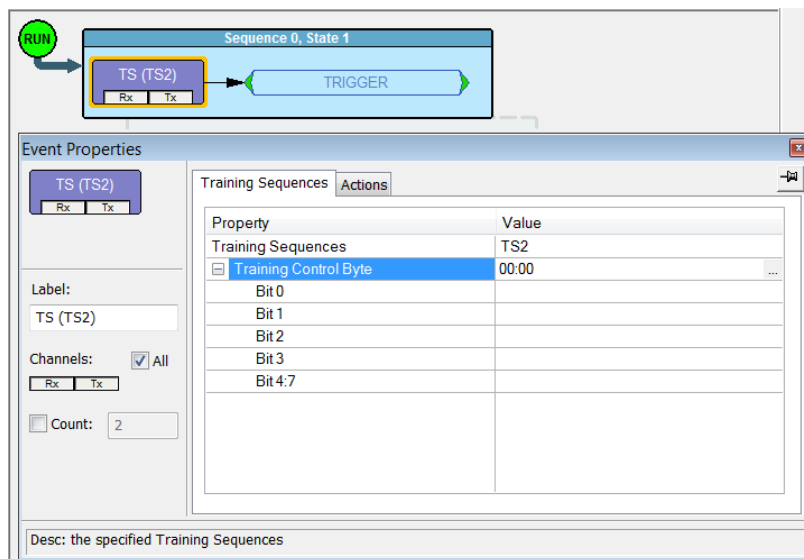 RUN
Sequence 0, State 1
TS (TS2)
Rx Tx
TRIGGER
Event Properties
x
TS (TS2)
Rx Tx
Label:
TS (TS2)
Channels: All
Rx Tx
Count: 2
Training Sequences Actions
Property Value
Training Sequences TS2
Training Control Byte 00:00 ...
Bit 0
Bit 1
Bit 2
Bit 3
Bit 4:7
Desc: the specified Training Sequences